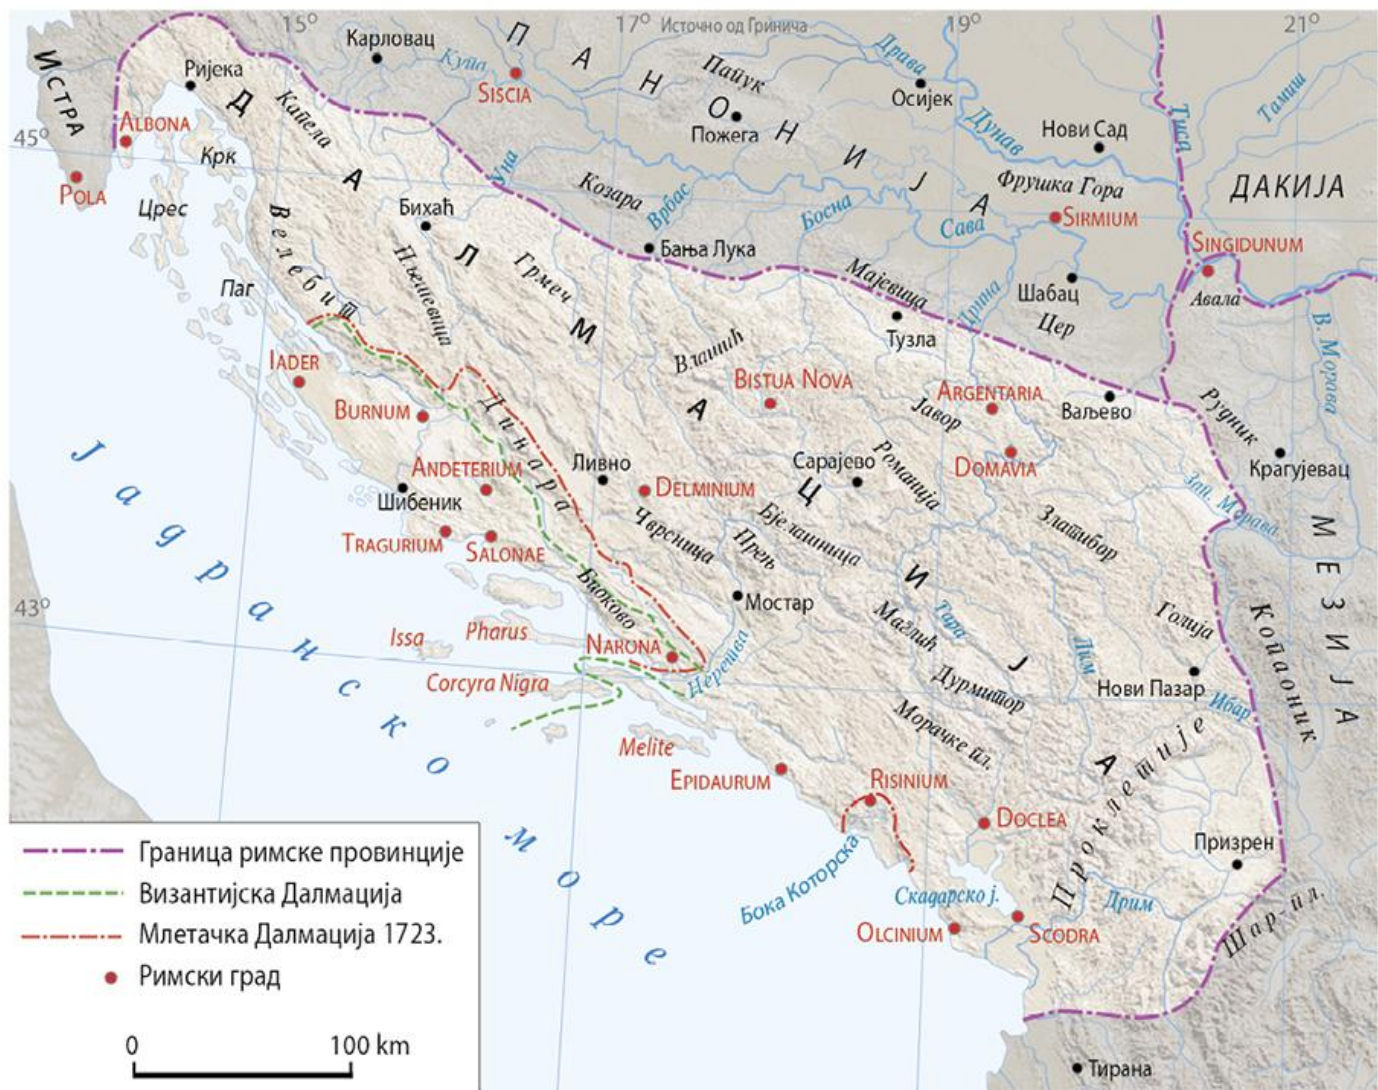 15°
17°
Источно од Гринича
19°
21°
ИСТРА
Ријека
Карловац
Купа
SISCIA
ПАНОНИЈА
Папук
Пожега
Драва
Осијек
Дунав
Нови Сад
Тиса
Тамиш
ДАКИЈА
45°
ALBONA
POLA
Крк
Црес
Капела
ДАЛМАЦИЈА
Уна
Козара
Врбас
Босна
Сава
Фрушка Гора
SIRMIUM
SINGIDUNUM
Авала
Бихаћ
Бања Лука
Мајевица
Дрина
Шабац
Цер
Тузла
В. Морава
Велебит
Паг
Пљешевица
Грмеч
Влашић
IADER
BURNUM
Динара
BISTUA NOVA
ARGENTARIA
Јавор
Ваљево
Рудник
Крагујевац
ANDETERIUM
Ливно
DELMINIUM
Сарајево
Романија
DOMAVIA
Зап. Морава
МЕЗИЈА
Шибеник
TRAGURIUM
SALONAE
Чврсница
Прењ
Бјелашница
Златибор
Јадранско море
43°
Issa
Pharus
Биоково
Мостар
NARONA
Неретва
Маглић
Тара
Лим
Голија
Копаоник
Corcyra Nigra
Дурмитор
Нови Пазар
Ибар
Морачке пл.
Melite
EPIDAURUM
RISINIUM
DOCLEA
Проклетије
Призрен
Бока Которска
Скадарско ј.
Дрим
Шар-пл.
OLCINIUM
SCODRA
Тирана
Граница римске провинције
Византијска Далмација
Млетачка Далмација 1723.
Римски град
0 100 km